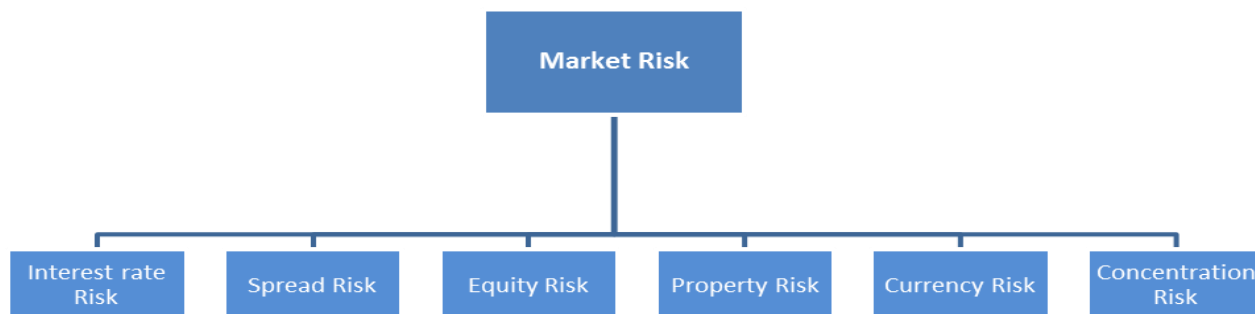 Market Risk
Interest rate
Risk
Spread Risk
Equity Risk
Property Risk
Currency Risk
Concentration
Risk